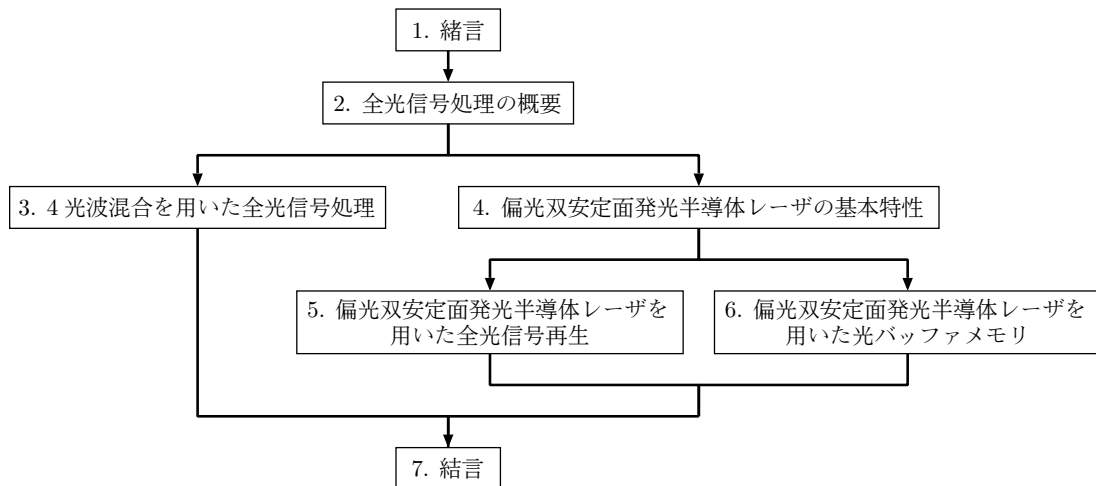 1. 緒言
2. 全光信号処理の概要
3. 4光波混合を用いた全光信号処理
4. 偏光双安定面発光半導体レーザの基本特性
5. 偏光双安定面発光半導体レーザを
用いた全光信号再生
6. 偏光双安定面発光半導体レーザを
用いた光バッファメモリ
7. 結言